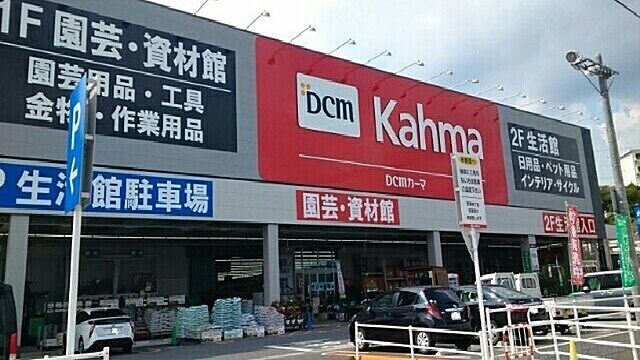 1F 園芸・資材館
園芸用品・工具
金物・作業用品
DCM
Kahma
DCMカーマ
2F 生活館
日用品・ペット用品
インテリア・サイクル
P
P 生活館駐車場
園芸・資材館
2F生活館入口